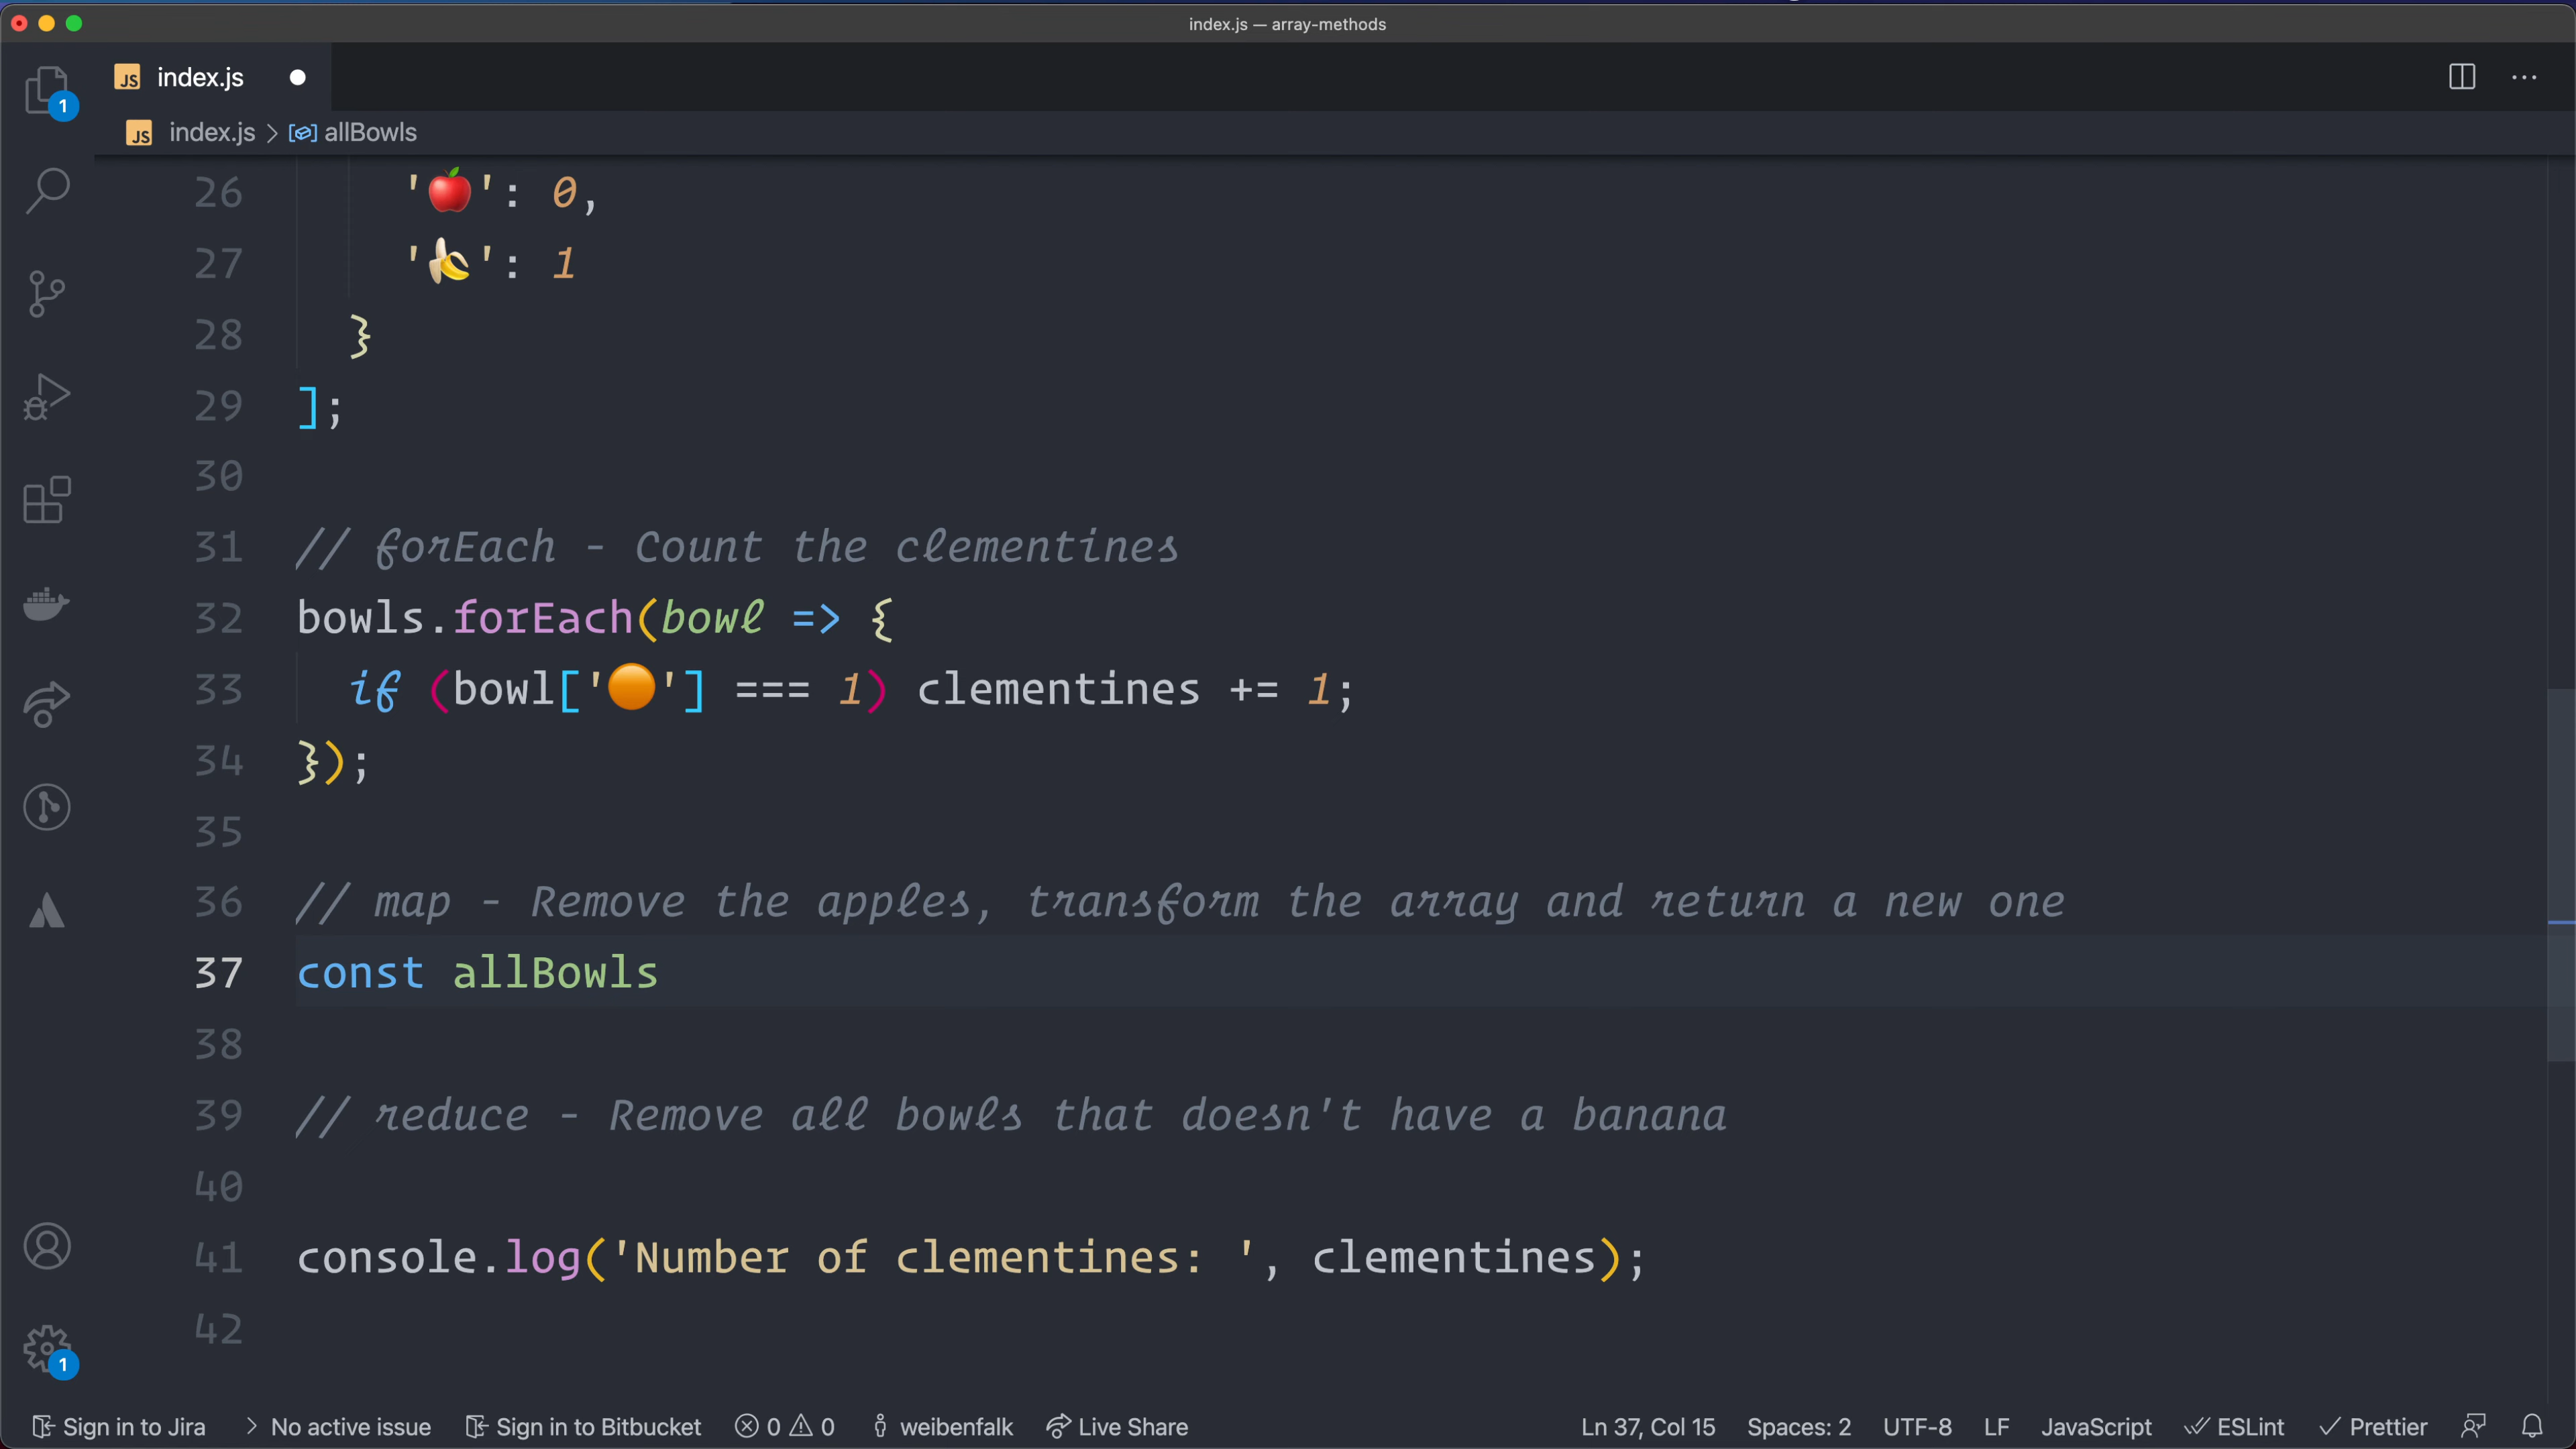 index.js — array-methods
JS index.js
1
JS index.js > allBowls
26 '🍎': 0,
27 '🍌': 1
28 }
29 ];
30
31 // forEach - Count the clementines
32 bowls.forEach(bowl => {
33 if (bowl['🟠'] === 1) clementines += 1;
34 });
35
36 // map - Remove the apples, transform the array and return a new one
37 const allBowls
38
39 // reduce - Remove all bowls that doesn't have a banana
40
41 console.log('Number of clementines: ', clementines);
42
1
Sign in to Jira > No active issue Sign in to Bitbucket 0 0 weibenfalk Live Share Ln 37, Col 15 Spaces: 2 UTF-8 LF JavaScript ESLint Prettier